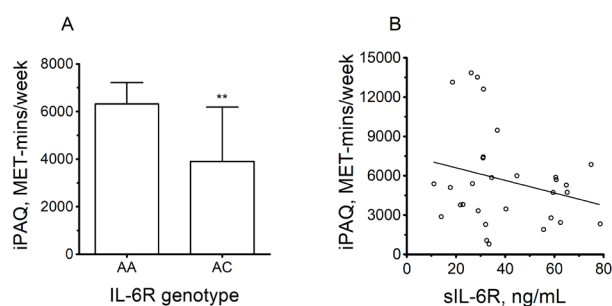 A
iPAQ, MET-mins/week
8000
6000
4000
2000
0
**
AA
AC
IL-6R genotype
B
iPAQ, MET-mins/week
15000
12000
9000
6000
3000
0
0
20
40
60
80
sIL-6R, ng/mL